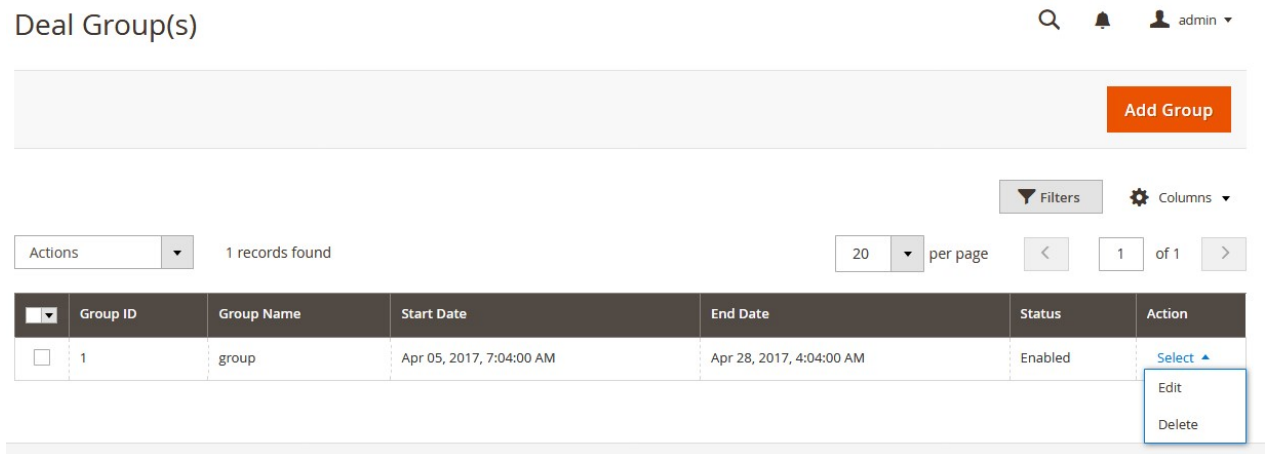 Deal Group(s)
admin
Add Group
Filters
Columns
Actions
1 records found
20
per page
1
of 1
Group ID
Group Name
Start Date
End Date
Status
Action
1
group
Apr 05, 2017, 7:04:00 AM
Apr 28, 2017, 4:04:00 AM
Enabled
Select
Edit
Delete